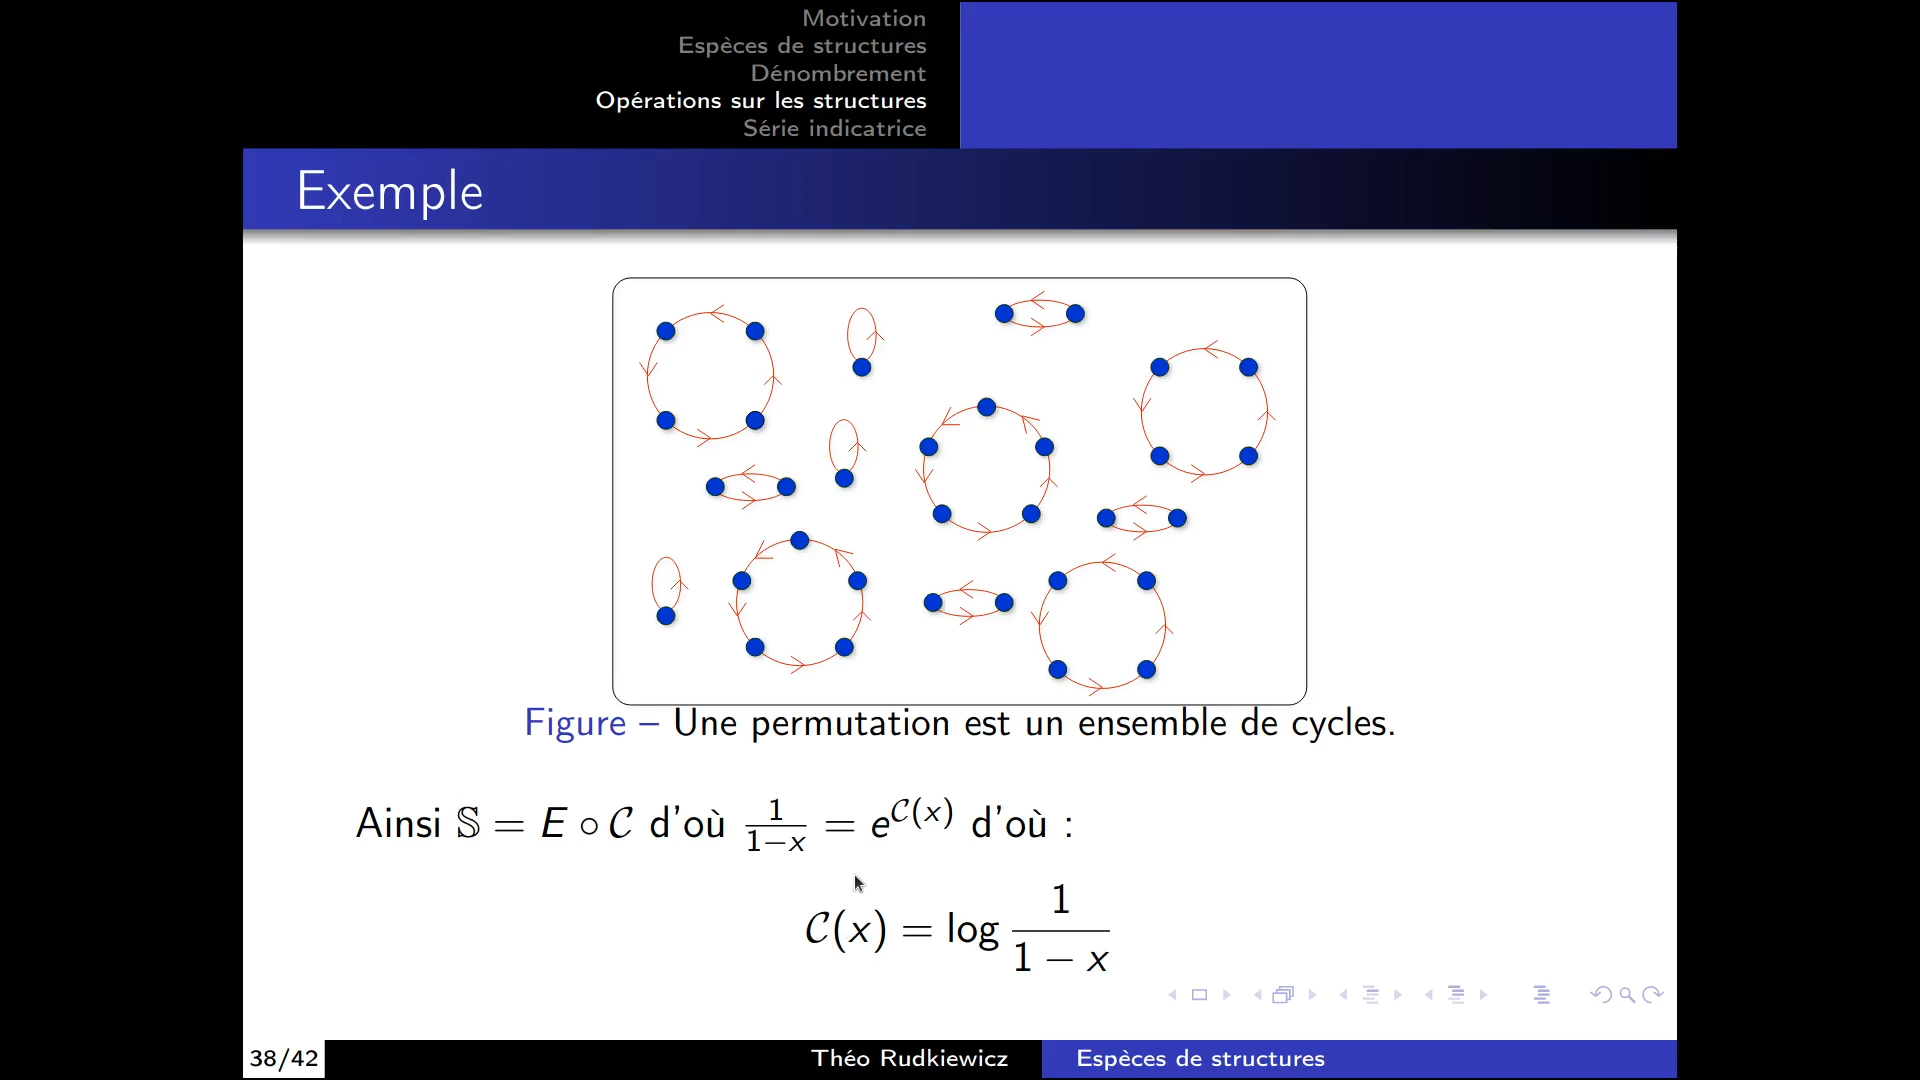 Motivation
Espèces de structures
Dénombrement
Opérations sur les structures
Série indicatrice
Exemple
Figure – Une permutation est un ensemble de cycles.
Ainsi 𝕊 = E ∘ 𝒞 d'où 1/(1−x) = e^{𝒞(x)} d'où :
𝒞(x) = log 1/(1 − x)
38/42 Théo Rudkiewicz Espèces de structures